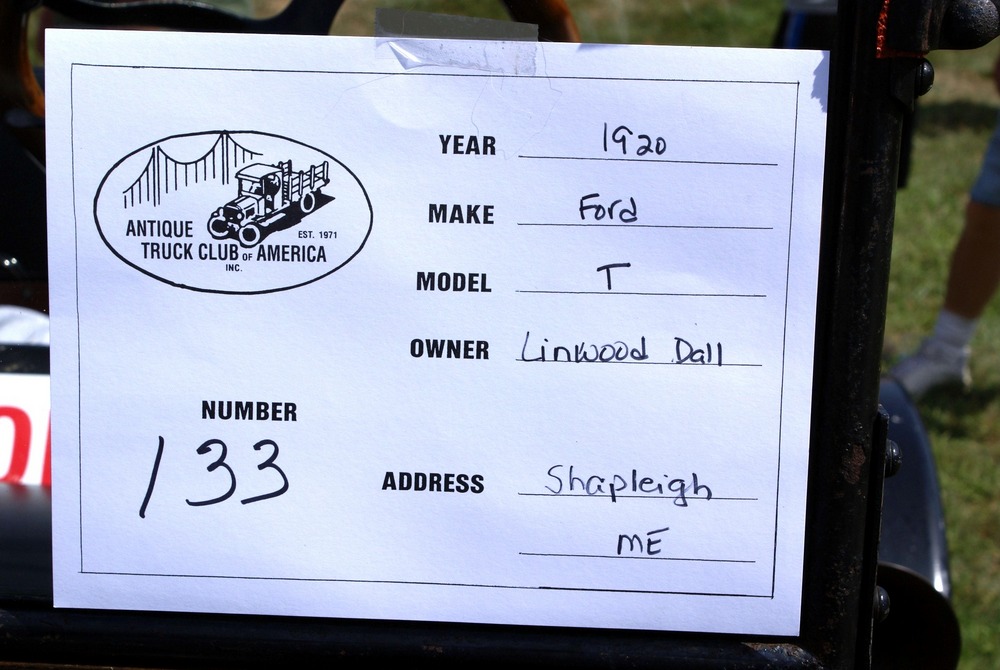 ANTIQUE
EST. 1971
TRUCK CLUB OF AMERICA
INC.
YEAR 1920
MAKE Ford
MODEL T
OWNER Linwood Dall
NUMBER
133
ADDRESS Shapleigh
ME